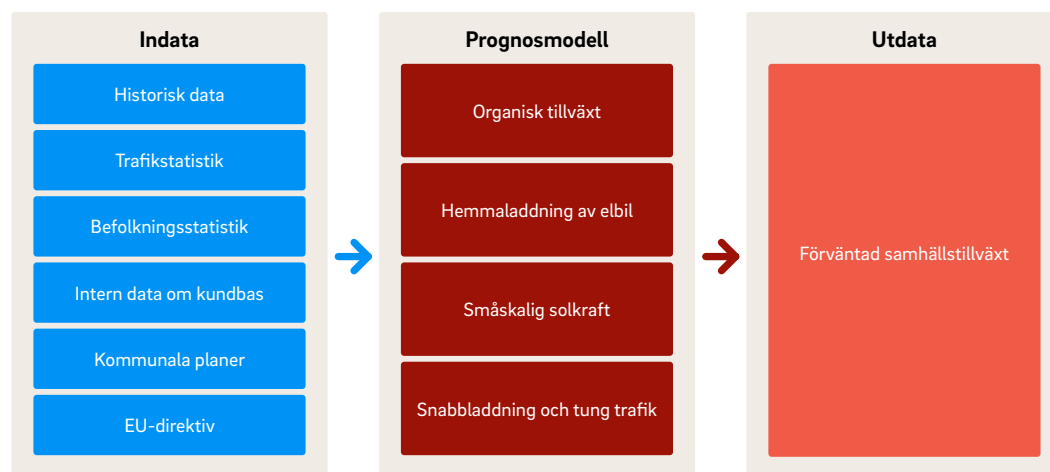 Indata
Historisk data
Trafikstatistik
Befolkningsstatistik
Intern data om kundbas
Kommunala planer
EU-direktiv
Prognosmodell
Organisk tillväxt
Hemmaladdning av elbil
Småskalig solkraft
Snabbladdning och tung trafik
Utdata
Förväntad samhällstillväxt